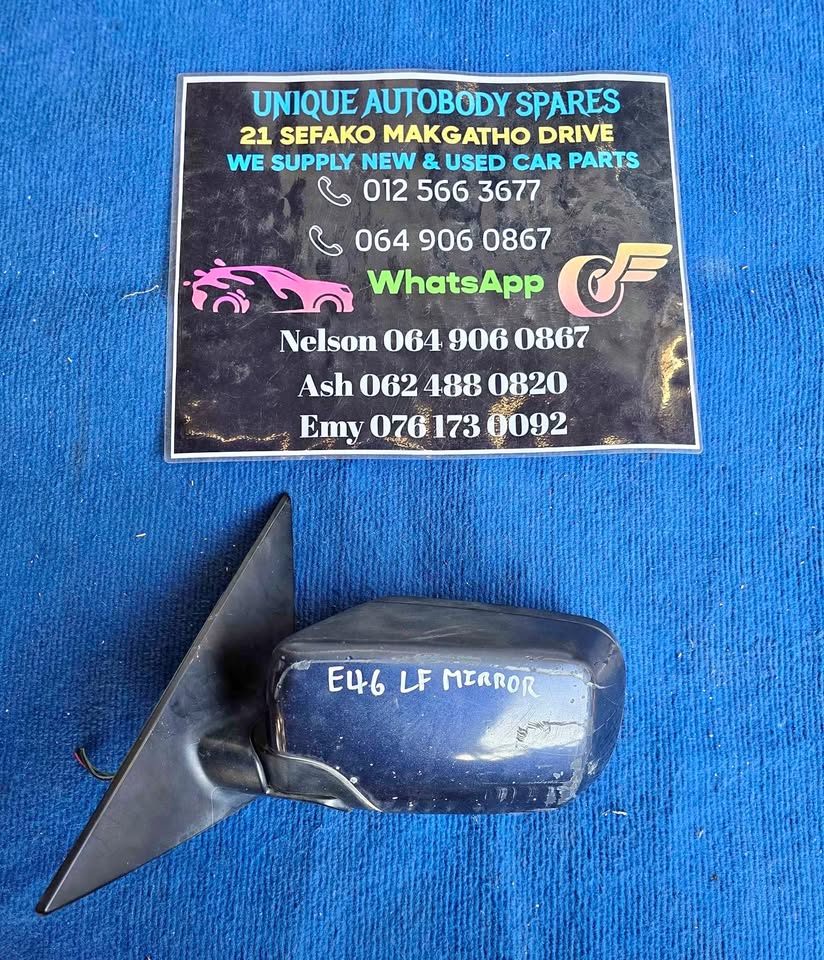 UNIQUE AUTOBODY SPARES
21 SEFAKO MAKGATHO DRIVE
WE SUPPLY NEW & USED CAR PARTS
012 566 3677
064 906 0867
WhatsApp
Nelson 064 906 0867
Ash 062 488 0820
Emy 076 173 0092
E46 LF MIRROR